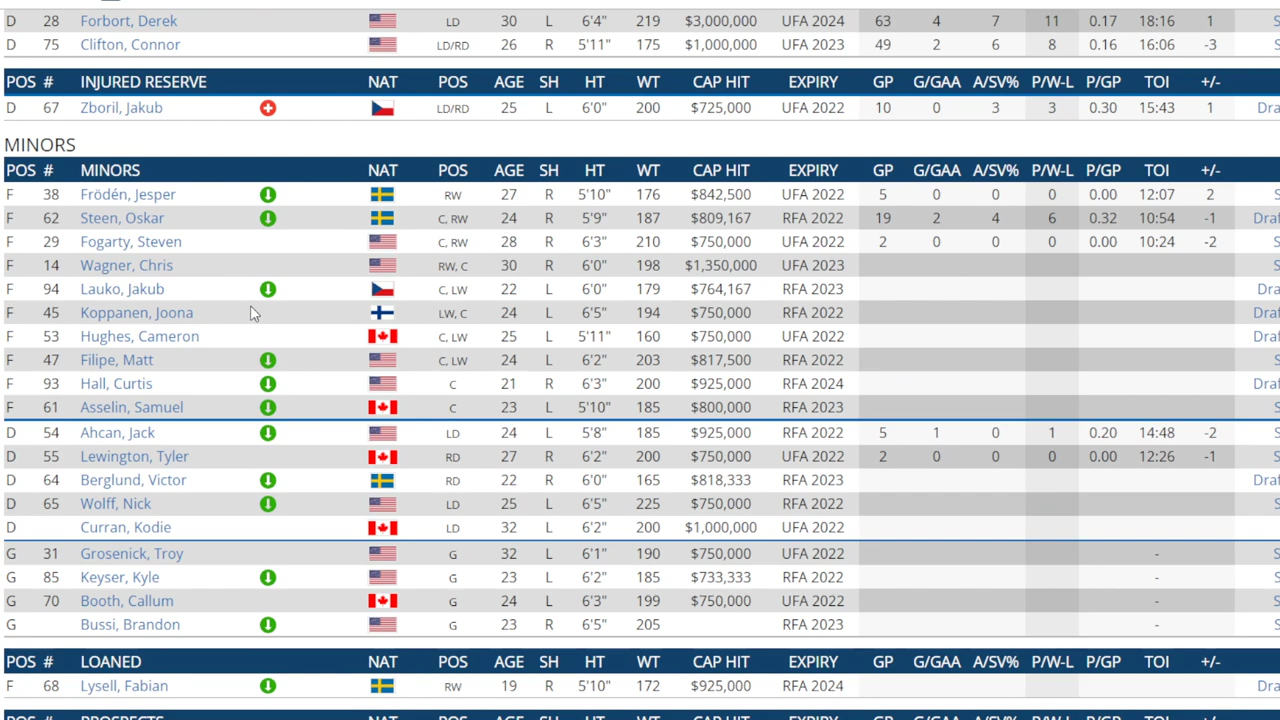 D 28 Forbort, Derek LD 30 L 6'4" 219 $3,000,000 UFA 2024 63 4 7 11 0.17 18:16 1
D 75 Clifton, Connor LD/RD 26 R 5'11" 175 $1,000,000 UFA 2023 49 2 6 8 0.16 16:06 -3
POS # INJURED RESERVE NAT POS AGE SH HT WT CAP HIT EXPIRY GP G/GAA A/SV% P/W-L P/GP TOI +/-
D 67 Zboril, Jakub LD/RD 25 L 6'0" 200 $725,000 UFA 2022 10 0 3 3 0.30 15:43 1 Dra
MINORS
POS # MINORS NAT POS AGE SH HT WT CAP HIT EXPIRY GP G/GAA A/SV% P/W-L P/GP TOI +/-
F 38 Frödén, Jesper RW 27 R 5'10" 176 $842,500 UFA 2022 5 0 0 0 0.00 12:07 2
F 62 Steen, Oskar C, RW 24 R 5'9" 187 $809,167 RFA 2022 19 2 4 6 0.32 10:54 -1 Draf
F 29 Fogarty, Steven C, RW 28 R 6'3" 210 $750,000 UFA 2022 2 0 0 0 0.00 10:24 -2 S
F 14 Wagner, Chris RW, C 30 R 6'0" 198 $1,350,000 UFA 2023 S
F 94 Lauko, Jakub C, LW 22 L 6'0" 179 $764,167 RFA 2023 Dra
F 45 Koppanen, Joona LW, C 24 L 6'5" 194 $750,000 RFA 2022 Draf
F 53 Hughes, Cameron C, LW 25 L 5'11" 160 $750,000 UFA 2022 Draf
F 47 Filipe, Matt C, LW 24 L 6'2" 203 $817,500 RFA 2022 S
F 93 Hall, Curtis C 21 L 6'3" 200 $925,000 RFA 2024 Draf
F 61 Asselin, Samuel C 23 L 5'10" 185 $800,000 RFA 2023 S
D 54 Ahcan, Jack LD 24 L 5'8" 185 $925,000 RFA 2022 5 1 0 1 0.20 14:48 -2 S
D 55 Lewington, Tyler RD 27 R 6'2" 200 $750,000 UFA 2022 2 0 0 0 0.00 12:26 -1 S
D 64 Berglund, Victor RD 22 R 6'0" 165 $818,333 RFA 2023 Draf
D 65 Wolff, Nick LD 25 L 6'5" 225 $750,000 RFA 2022 S
D Curran, Kodie LD 32 L 6'2" 200 $1,000,000 UFA 2022
G 31 Grosenick, Troy G 32 L 6'1" 190 $750,000 UFA 2022 - S
G 85 Keyser, Kyle G 23 L 6'2" 185 $733,333 RFA 2022 - S
G 70 Booth, Callum G 24 L 6'3" 199 $750,000 UFA 2022 - S
G Bussi, Brandon G 23 R 6'5" 205 RFA 2023 - S
POS # LOANED NAT POS AGE SH HT WT CAP HIT EXPIRY GP G/GAA A/SV% P/W-L P/GP TOI +/-
F 68 Lysell, Fabian RW 19 R 5'10" 172 $925,000 RFA 2024 Dra